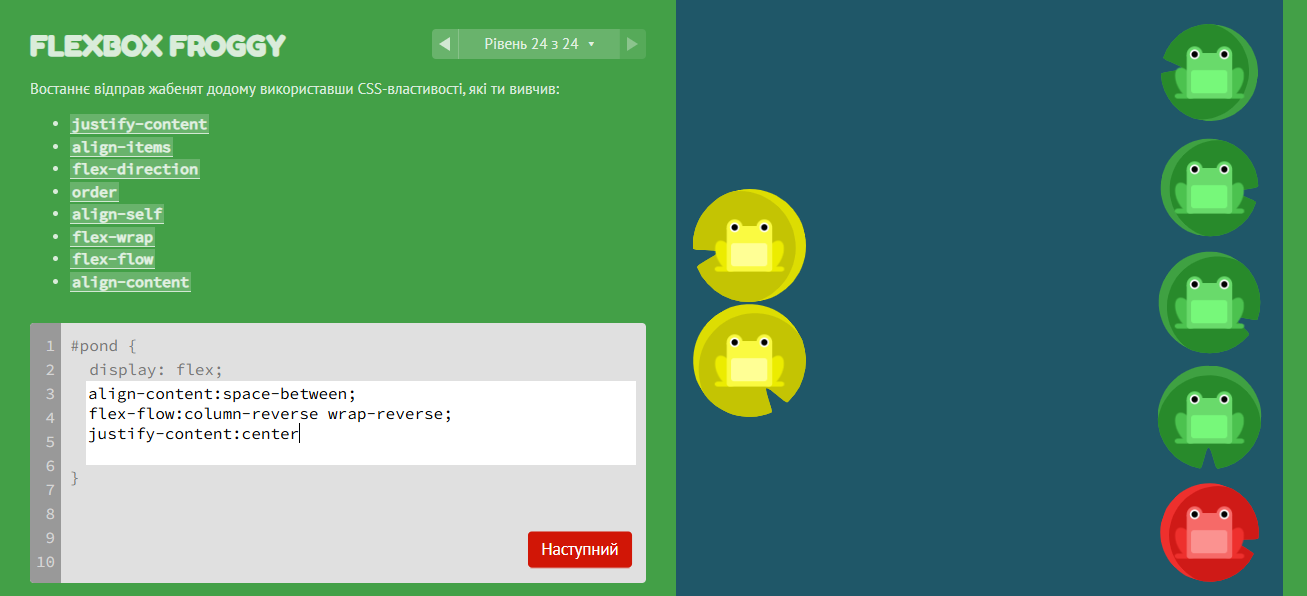 FLEXBOX FROGGY
Рівень 24 з 24
Востаннє відправ жабенят додому використавши CSS-властивості, які ти вивчив:
justify-content
align-items
flex-direction
order
align-self
flex-wrap
flex-flow
align-content
1 #pond {
2 display: flex;
3 align-content:space-between;
4 flex-flow:column-reverse wrap-reverse;
5 justify-content:center
6
7 }
8
9
10
Наступний